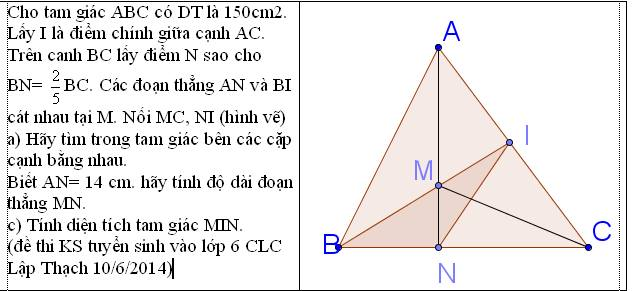 Cho tam giác ABC có DT là 150cm2.
Lấy I là điểm chính giữa cạnh AC.
Trên canh BC lấy điểm N sao cho
BN= 2/5 BC. Các đoạn thẳng AN và BI
cát nhau tại M. Nối MC, NI (hình vẽ)
a) Hãy tìm trong tam giác bên các cặp
cạnh bằng nhau.
Biết AN= 14 cm. hãy tính độ dài đoạn
thẳng MN.
c) Tính diện tích tam giác MIN.
(đề thi KS tuyển sinh vào lớp 6 CLC
Lập Thạch 10/6/2014)
A
I
M
B
N
C